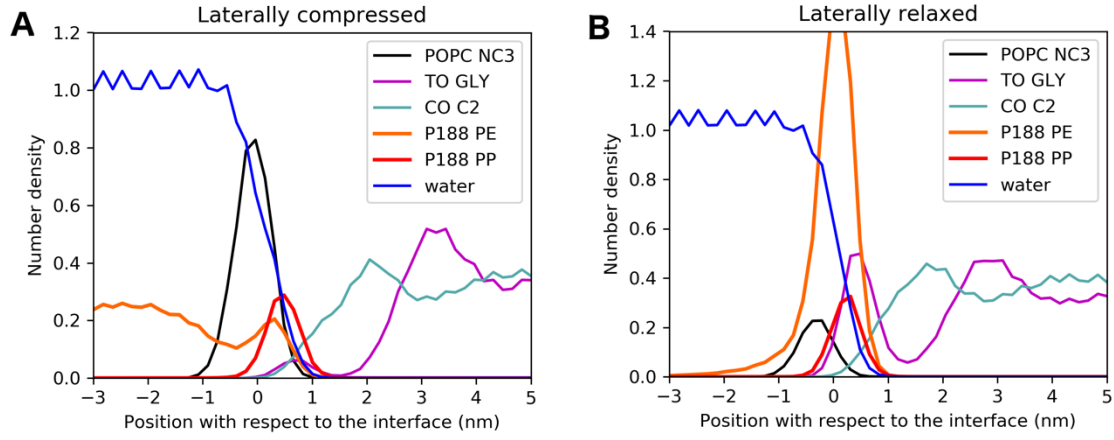 A
Laterally compressed
1.2
1.0
0.8
0.6
0.4
0.2
0.0
Number density
POPC NC3
TO GLY
CO C2
P188 PE
P188 PP
water
−3 −2 −1 0 1 2 3 4 5
Position with respect to the interface (nm)
B
Laterally relaxed
1.4
1.2
1.0
0.8
0.6
0.4
0.2
0.0
Number density
POPC NC3
TO GLY
CO C2
P188 PE
P188 PP
water
−3 −2 −1 0 1 2 3 4 5
Position with respect to the interface (nm)